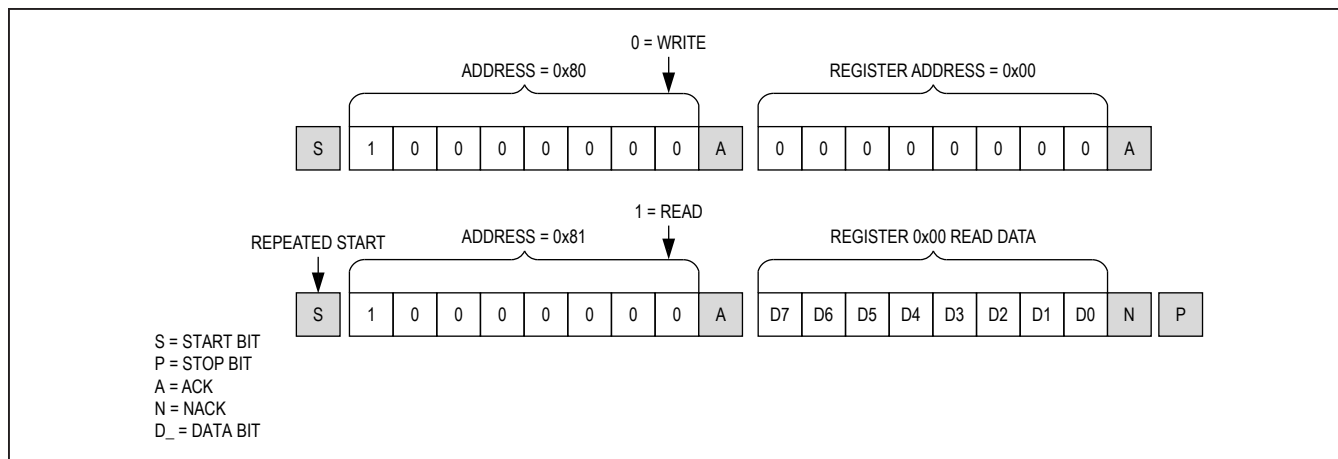 0 = WRITE
ADDRESS = 0x80 REGISTER ADDRESS = 0x00
S 1 0 0 0 0 0 0 0 A 0 0 0 0 0 0 0 0 A
1 = READ
REPEATED START ADDRESS = 0x81 REGISTER 0x00 READ DATA
S 1 0 0 0 0 0 0 0 A D7 D6 D5 D4 D3 D2 D1 D0 N P
S = START BIT
P = STOP BIT
A = ACK
N = NACK
D_ = DATA BIT